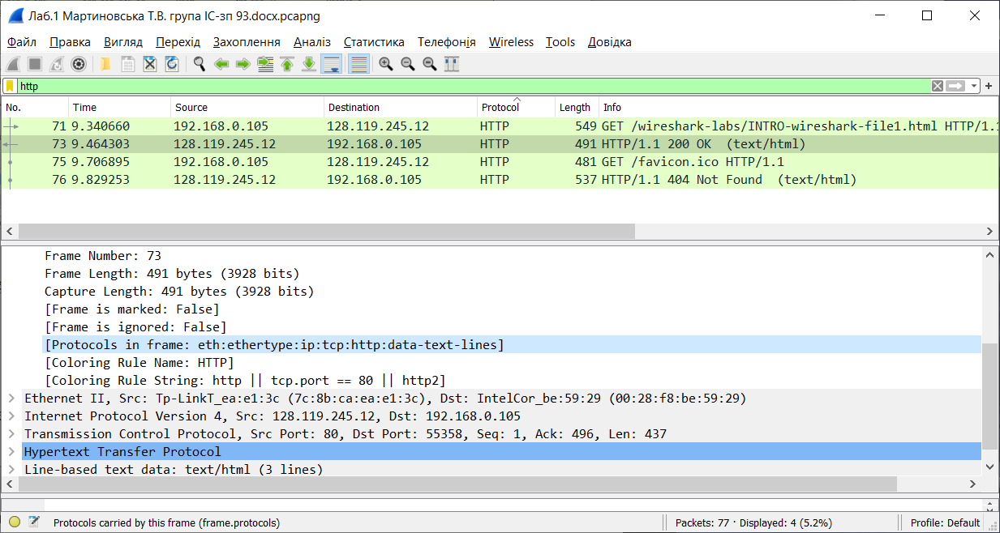 Лаб.1 Мартиновська Т.В. група ІС-зп 93.docx.pcapng
Файл Правка Вигляд Перехід Захоплення Аналіз Статистика Телефонія Wireless Tools Довідка
http +
No. Time Source Destination Protocol Length Info
71 9.340660 192.168.0.105 128.119.245.12 HTTP 549 GET /wireshark-labs/INTRO-wireshark-file1.html HTTP/1.1
73 9.464303 128.119.245.12 192.168.0.105 HTTP 491 HTTP/1.1 200 OK (text/html)
75 9.706895 192.168.0.105 128.119.245.12 HTTP 481 GET /favicon.ico HTTP/1.1
76 9.829253 128.119.245.12 192.168.0.105 HTTP 537 HTTP/1.1 404 Not Found (text/html)
Frame Number: 73
Frame Length: 491 bytes (3928 bits)
Capture Length: 491 bytes (3928 bits)
[Frame is marked: False]
[Frame is ignored: False]
[Protocols in frame: eth:ethertype:ip:tcp:http:data-text-lines]
[Coloring Rule Name: HTTP]
[Coloring Rule String: http || tcp.port == 80 || http2]
Ethernet II, Src: Tp-LinkT_ea:e1:3c (7c:8b:ca:ea:e1:3c), Dst: IntelCor_be:59:29 (00:28:f8:be:59:29)
Internet Protocol Version 4, Src: 128.119.245.12, Dst: 192.168.0.105
Transmission Control Protocol, Src Port: 80, Dst Port: 55358, Seq: 1, Ack: 496, Len: 437
Hypertext Transfer Protocol
Line-based text data: text/html (3 lines)
Protocols carried by this frame (frame.protocols) Packets: 77 · Displayed: 4 (5.2%) Profile: Default